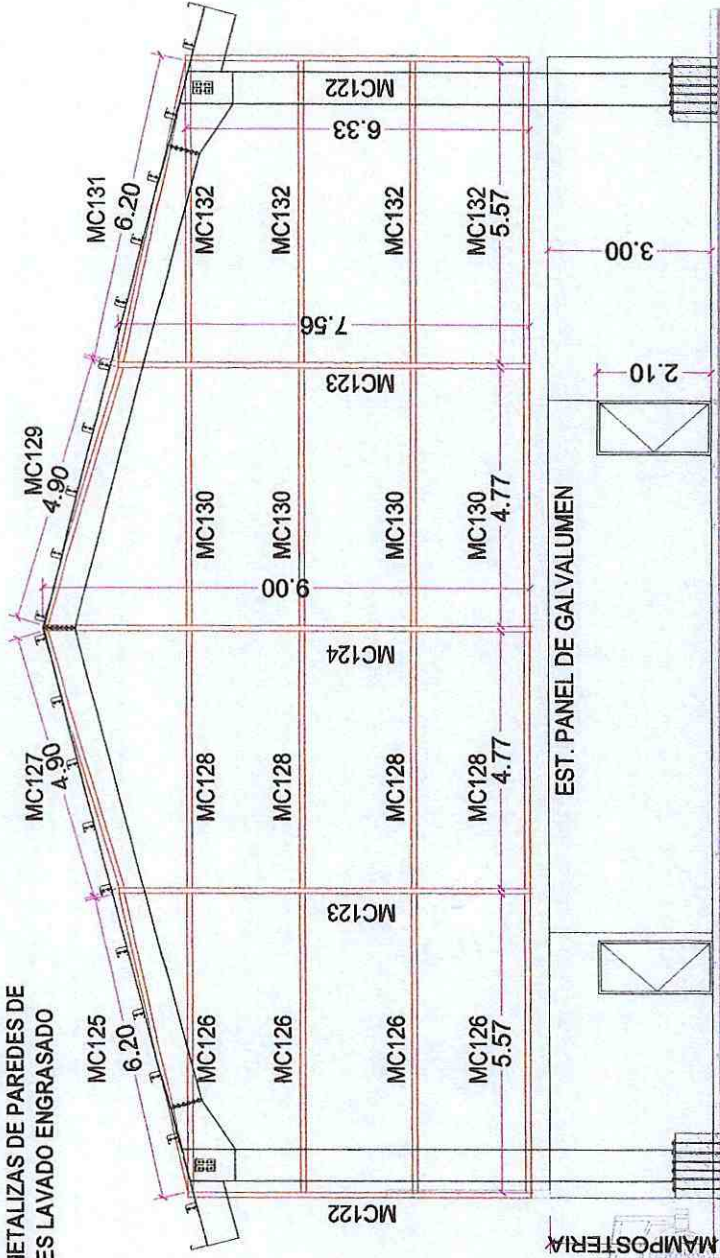 METALIZAS DE PAREDES DE
ES LAVADO ENGRASADO
MC125
6.20
MC127
4.90
MC129
4.90
MC131
6.20
MC126
MC128
MC130
MC132
MC126
MC128
MC130
MC132
MC126
MC128
MC130
MC132
MC126
5.57
MC128
4.77
MC130
4.77
MC132
5.57
MC122
MC123
MC124
9.00
MC123
7.56
MC122
6.33
EST. PANEL DE GALVALUMEN
3.00
2.10
MAMPOSTERIA